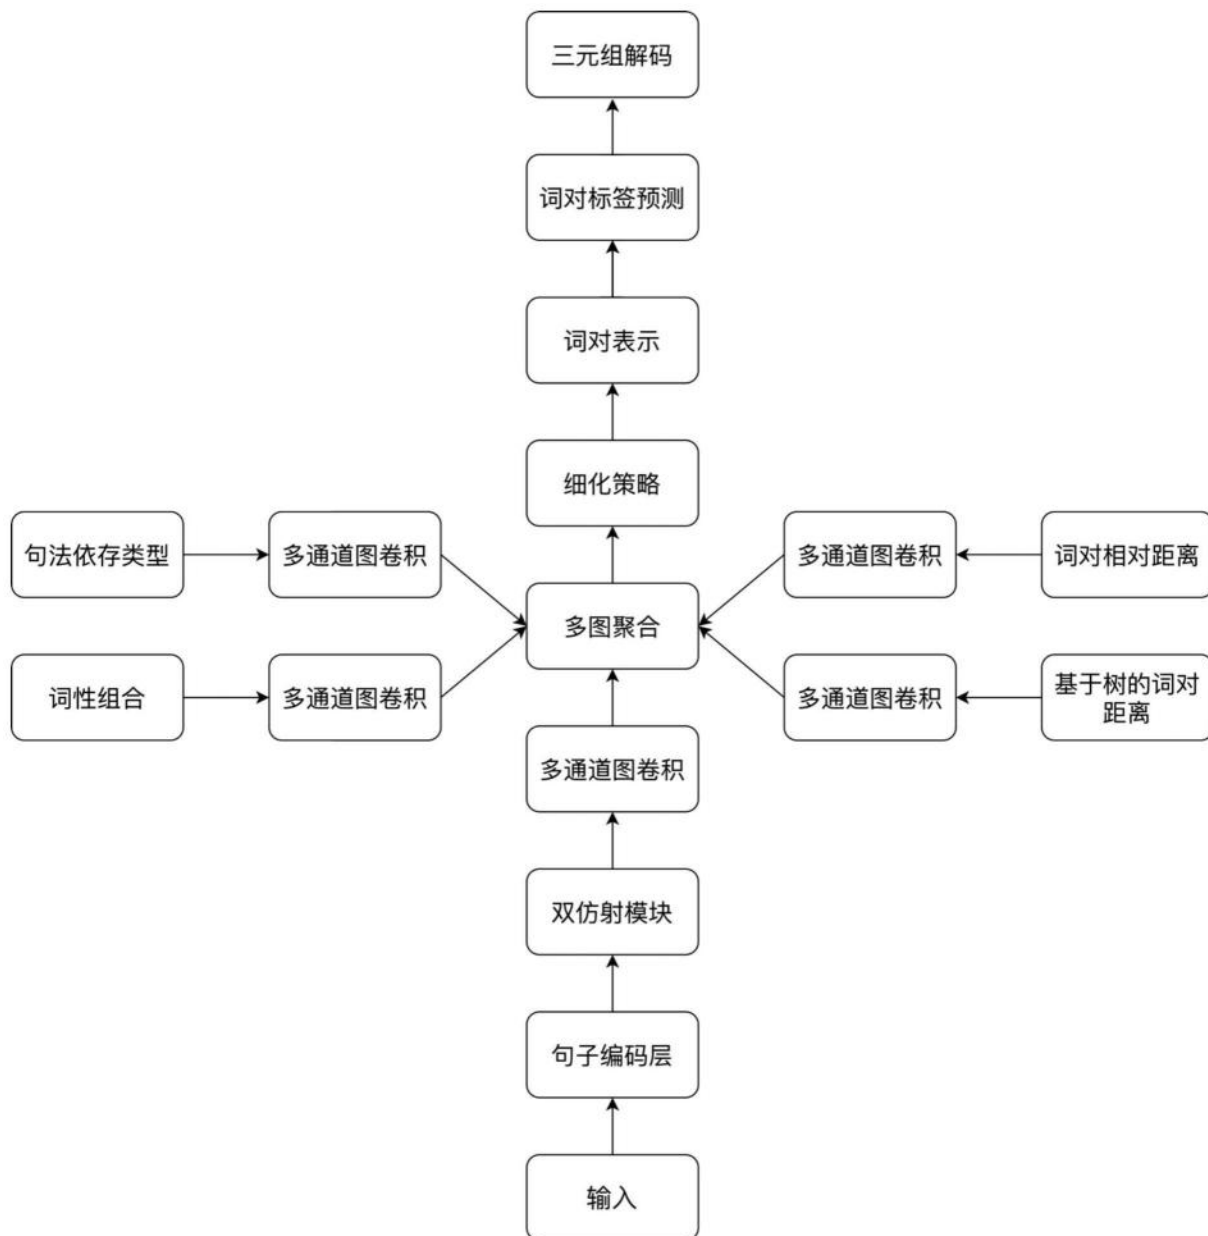 三元组解码
词对标签预测
词对表示
细化策略
句法依存类型
多通道图卷积
多通道图卷积
词对相对距离
多图聚合
词性组合
多通道图卷积
多通道图卷积
基于树的词对
距离
多通道图卷积
双仿射模块
句子编码层
输入